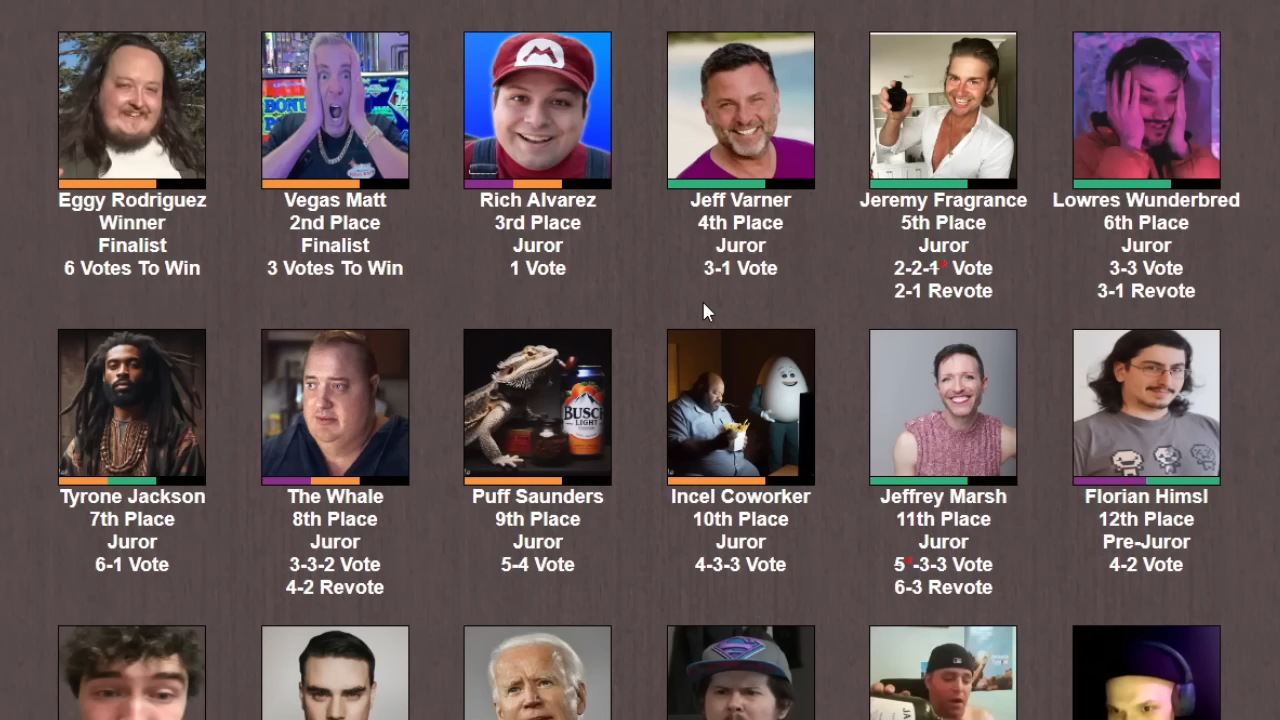 Eggy Rodriguez
Winner
Finalist
6 Votes To Win
Vegas Matt
2nd Place
Finalist
3 Votes To Win
Rich Alvarez
3rd Place
Juror
1 Vote
Jeff Varner
4th Place
Juror
3-1 Vote
Jeremy Fragrance
5th Place
Juror
2-2-1* Vote
2-1 Revote
Lowres Wunderbred
6th Place
Juror
3-3 Vote
3-1 Revote
Tyrone Jackson
7th Place
Juror
6-1 Vote
The Whale
8th Place
Juror
3-3-2 Vote
4-2 Revote
BUSCH
LIGHT
Puff Saunders
9th Place
Juror
5-4 Vote
Incel Coworker
10th Place
Juror
4-3-3 Vote
Jeffrey Marsh
11th Place
Juror
5*-3-3 Vote
6-3 Revote
Florian Himsl
12th Place
Pre-Juror
4-2 Vote